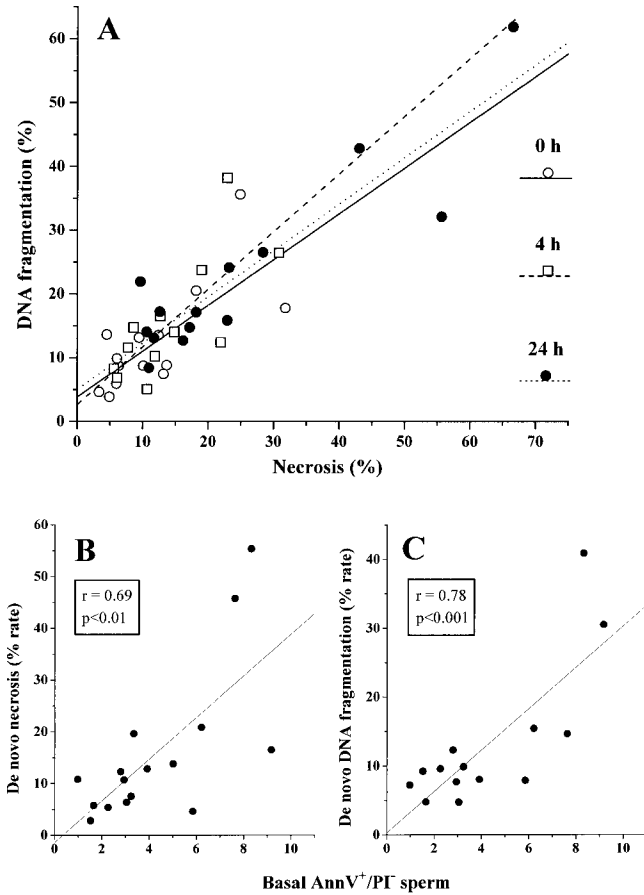 A
DNA fragmentation (%)
60
50
40
30
20
10
0
0 h
4 h
24 h
0 10 20 30 40 50 60 70
Necrosis (%)
B
r = 0.69
p<0.01
De novo necrosis (% rate)
60
50
40
30
20
10
0
0 2 4 6 8 10
C
r = 0.78
p<0.001
De novo DNA fragmentation (% rate)
40
30
20
10
0
0 2 4 6 8 10
Basal AnnV⁺/PI⁻ sperm